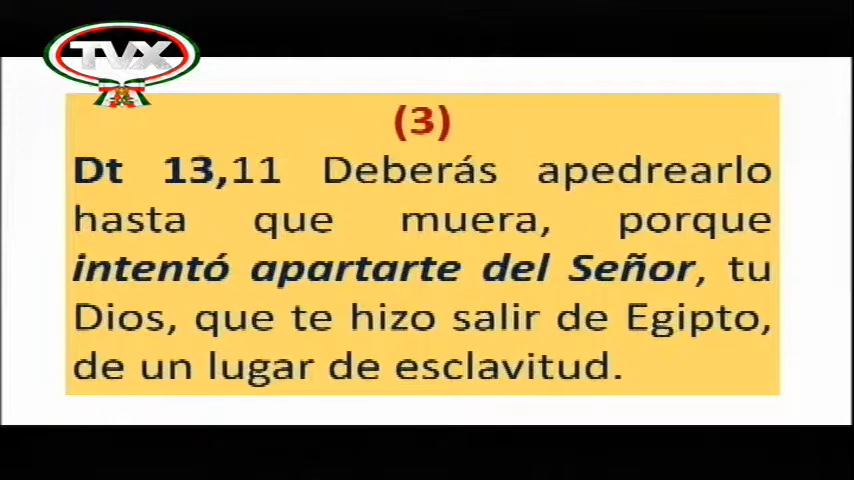 TVX
(3)
Dt 13,11 Deberás apedrearlo
hasta que muera, porque
intentó apartarte del Señor, tu
Dios, que te hizo salir de Egipto,
de un lugar de esclavitud.